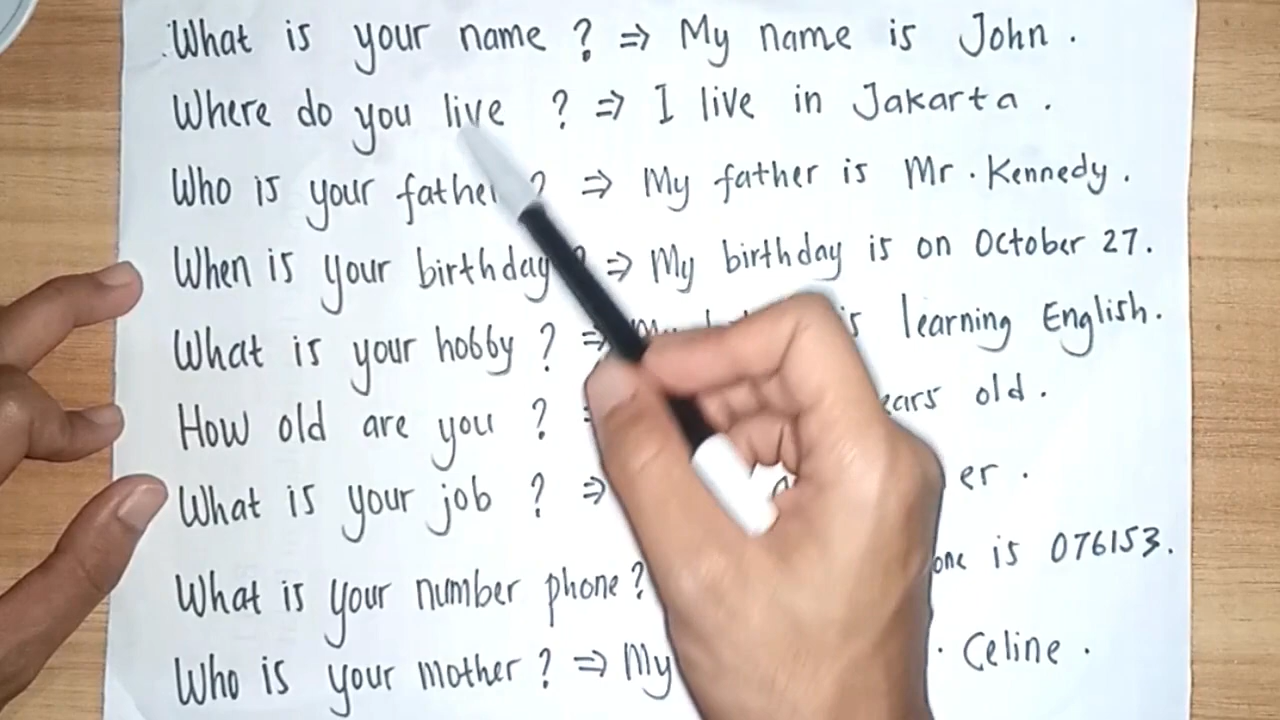 What is your name ? ⇒ My name is John .
Where do you live ? ⇒ I live in Jakarta .
Who is your father ? ⇒ My father is Mr . Kennedy .
When is your birthday ? ⇒ My birthday is on October 27 .
What is your hobby ? ⇒ is learning English .
How old are you ? old .
What is your job ? ⇒
What is your number phone ? is 076153 .
Who is your mother ? ⇒ My Celine .